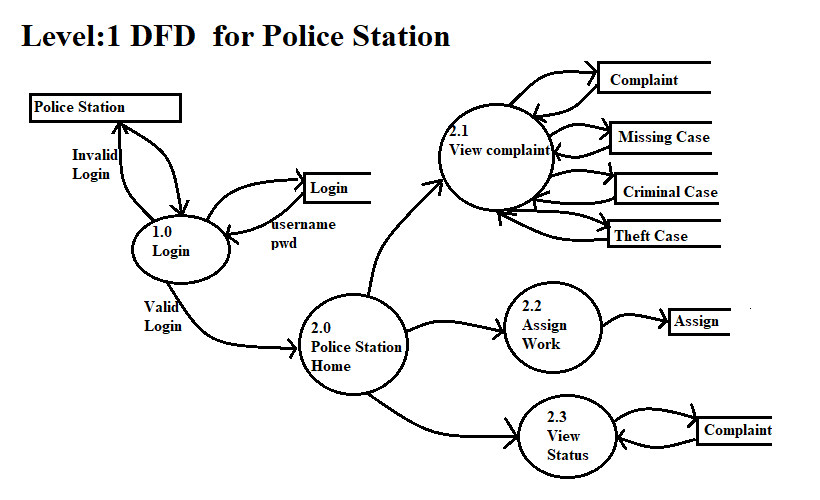 Level:1 DFD for Police Station
Police Station
Invalid
Login
1.0
Login
Login
username
pwd
Valid
Login
2.0
Police Station
Home
2.1
View complaint
Complaint
Missing Case
Criminal Case
Theft Case
2.2
Assign
Work
Assign
2.3
View
Status
Complaint